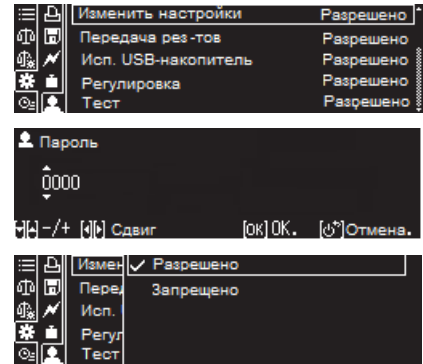 Изменить настройки Разрешено
Передача рез-тов Разрешено
Исп. USB-накопитель Разрешено
Регулировка Разрешено
Тест Разрешено
Пароль
0000
-/+ Сдвиг [OK]OK. Отмена.
Измен ✓ Разрешено
Перед Запрещено
Исп.
Регул
Тест